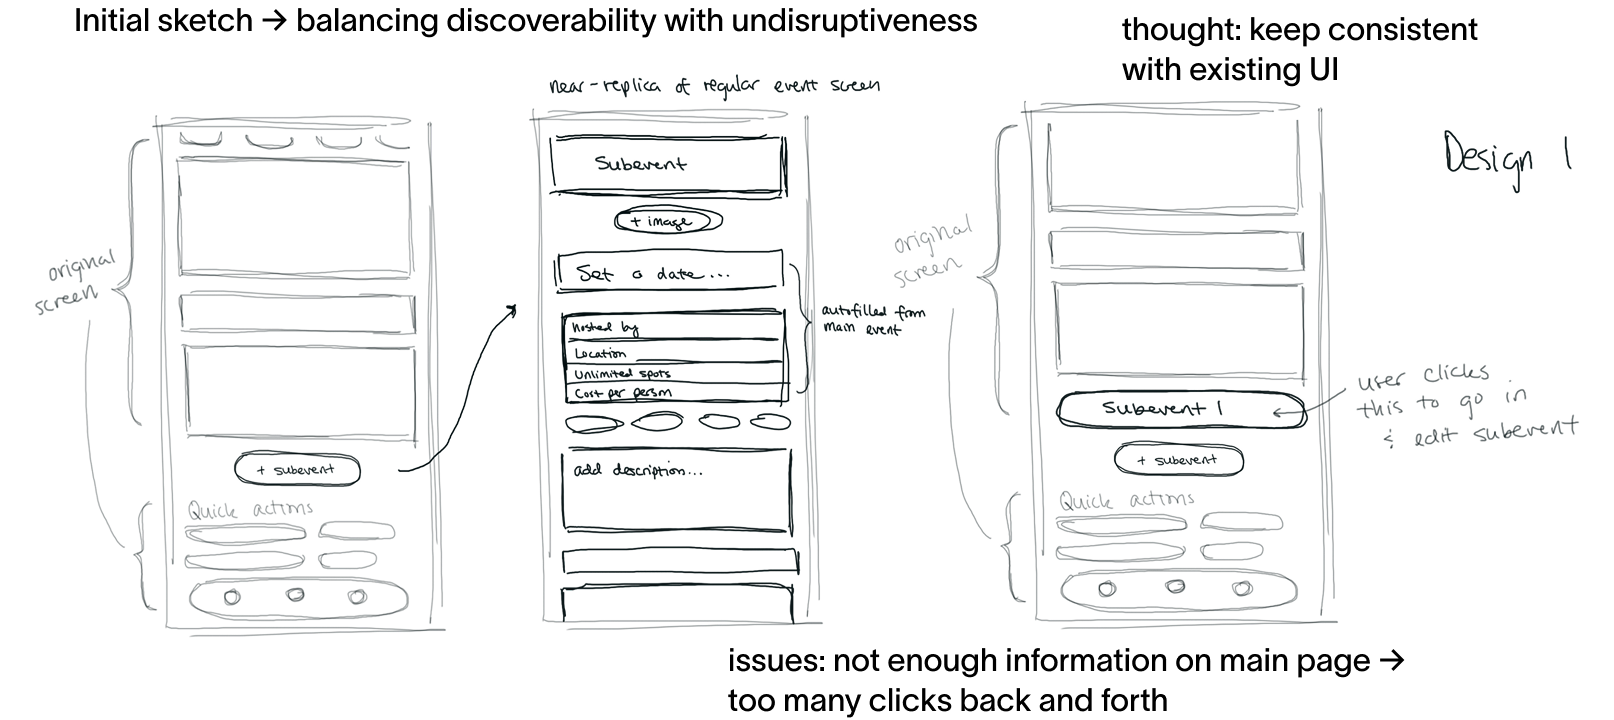 Initial sketch → balancing discoverability with undisruptiveness
thought: keep consistent
with existing UI
near-replica of regular event screen
Design 1
original
screen
+ subevent
Quick actions
Subevent
+ image
Set a date...
hosted by
Location
Unlimited spots
Cost per person
autofilled from
main event
add description...
original
screen
Subevent 1
+ subevent
Quick actions
user clicks
this to go in
& edit subevent
issues: not enough information on main page →
too many clicks back and forth